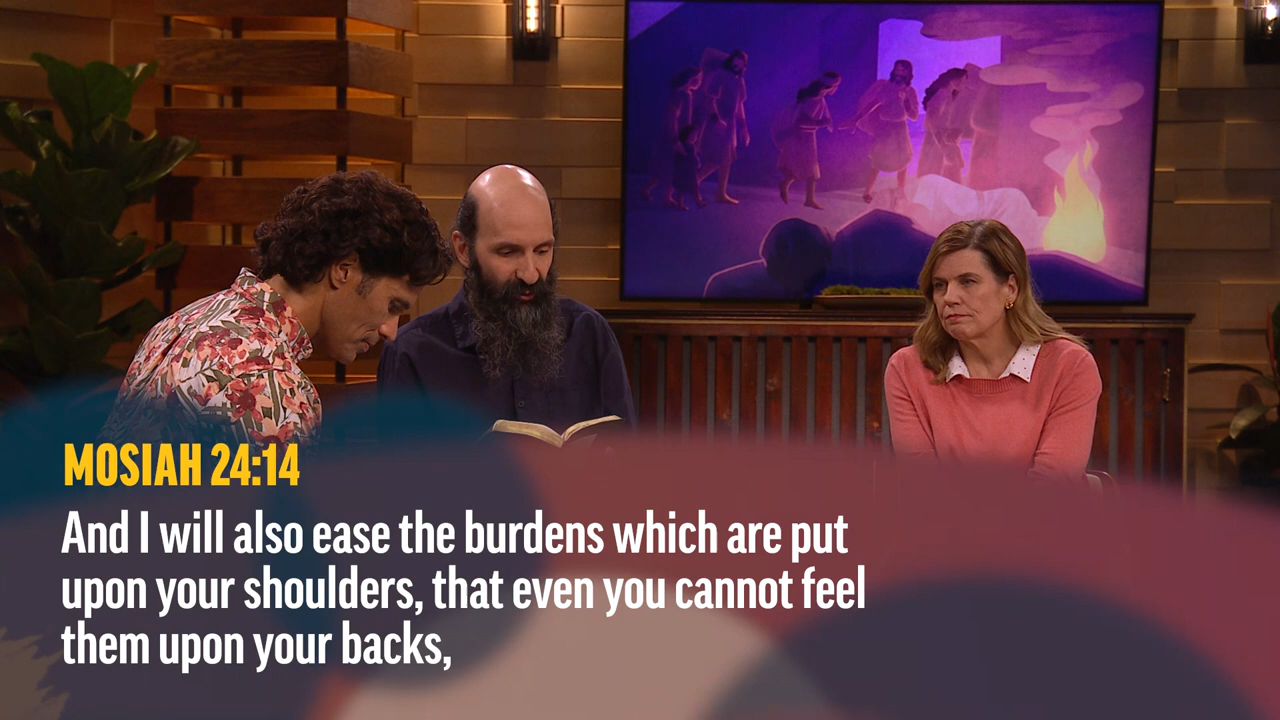 MOSIAH 24:14
And I will also ease the burdens which are put
upon your shoulders, that even you cannot feel
them upon your backs,